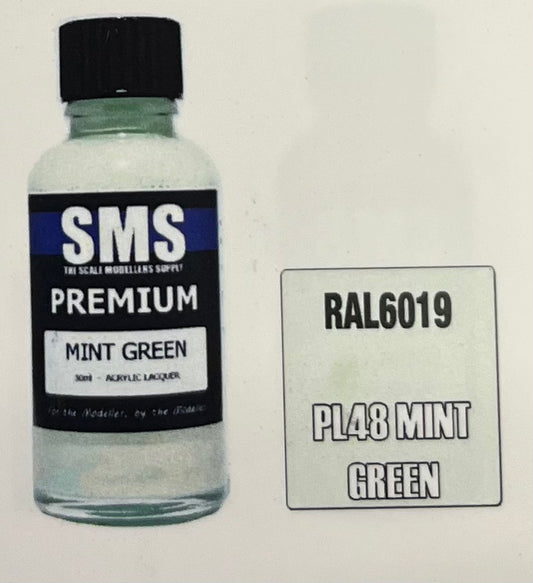 SMS
THE SCALE MODELLERS SUPPLY
PREMIUM
MINT GREEN
30ml - ACRYLIC LACQUER
For the Modeller, by the Modeller
RAL6019
PL48 MINT
GREEN